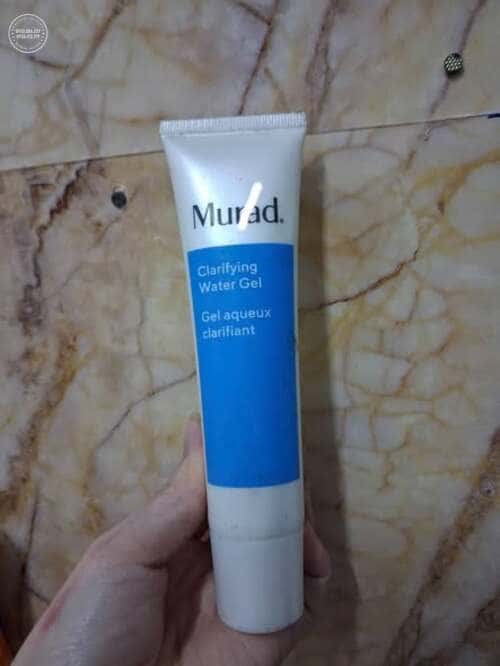 Murad.
Clarifying
Water Gel
Gel aqueux
clarifiant